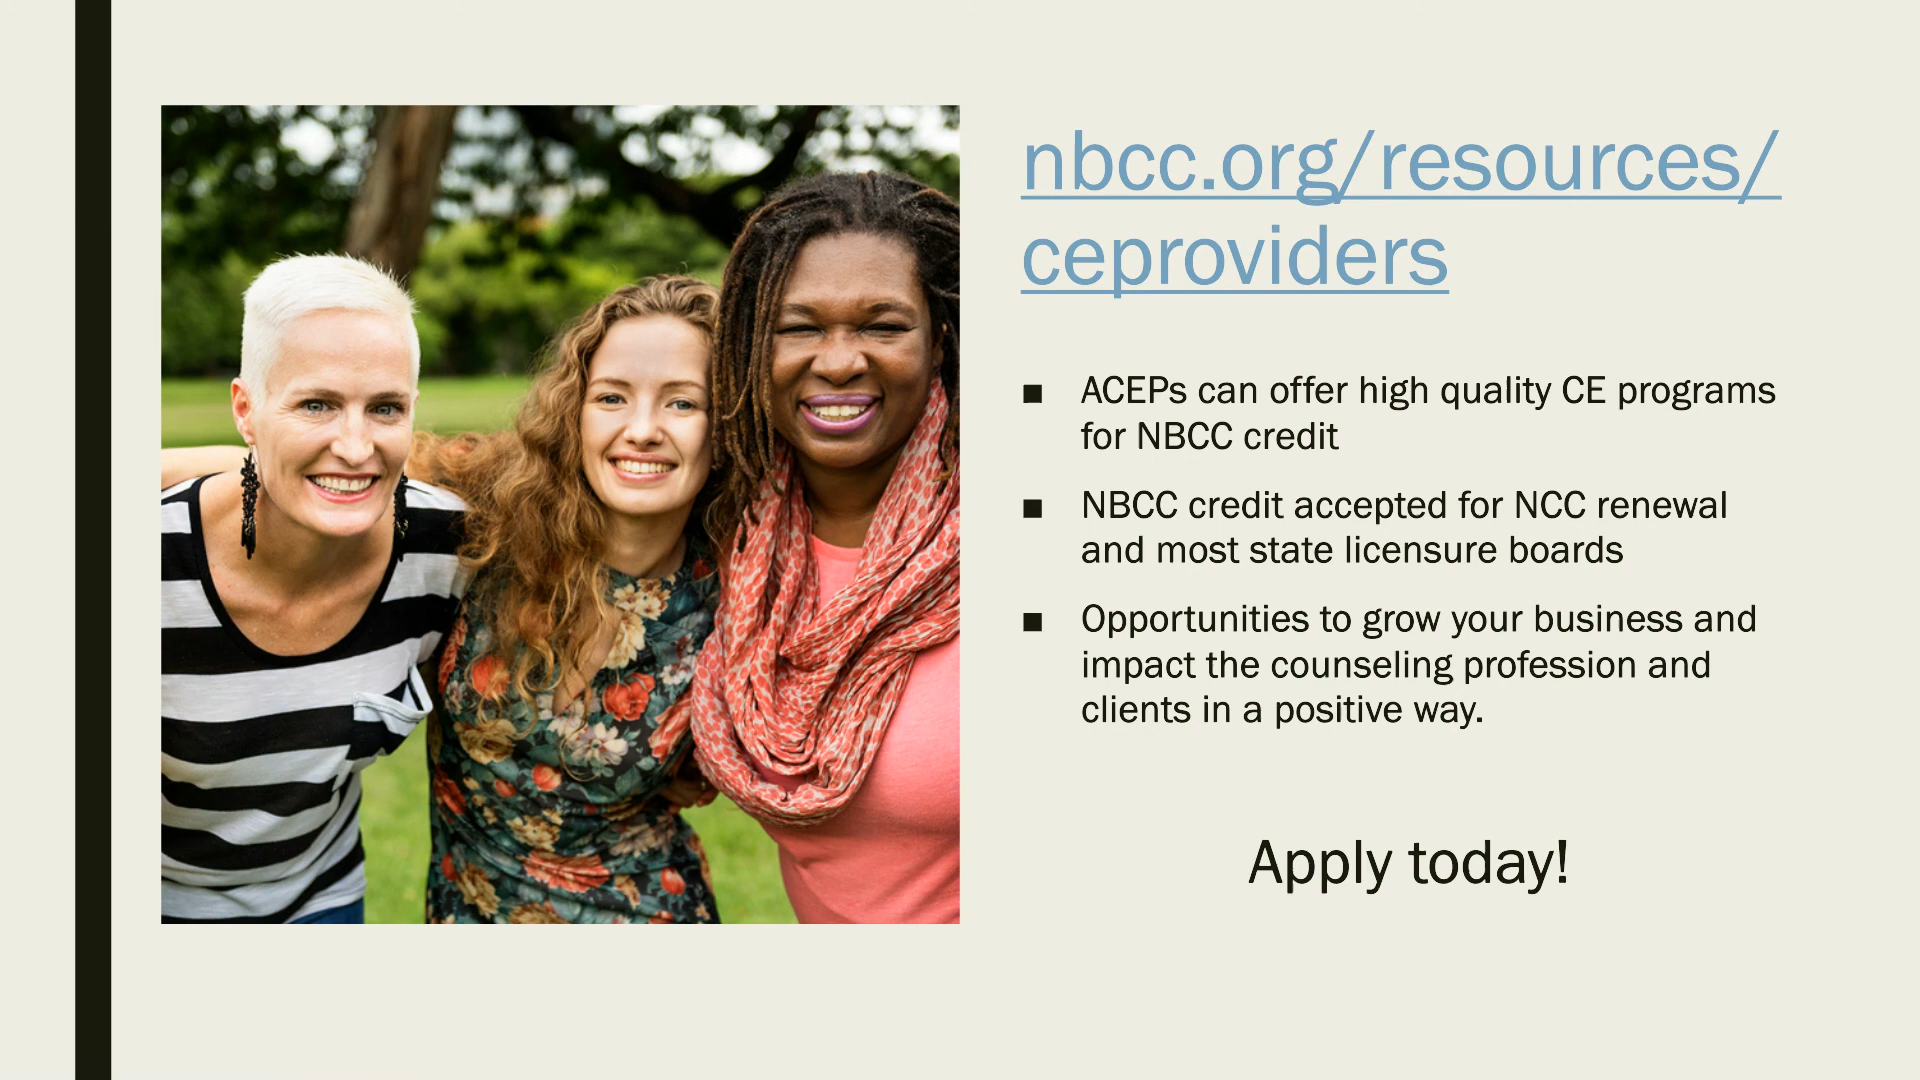 nbcc.org/resources/
ceproviders
■ ACEPs can offer high quality CE programs
for NBCC credit
■ NBCC credit accepted for NCC renewal
and most state licensure boards
■ Opportunities to grow your business and
impact the counseling profession and
clients in a positive way.
Apply today!